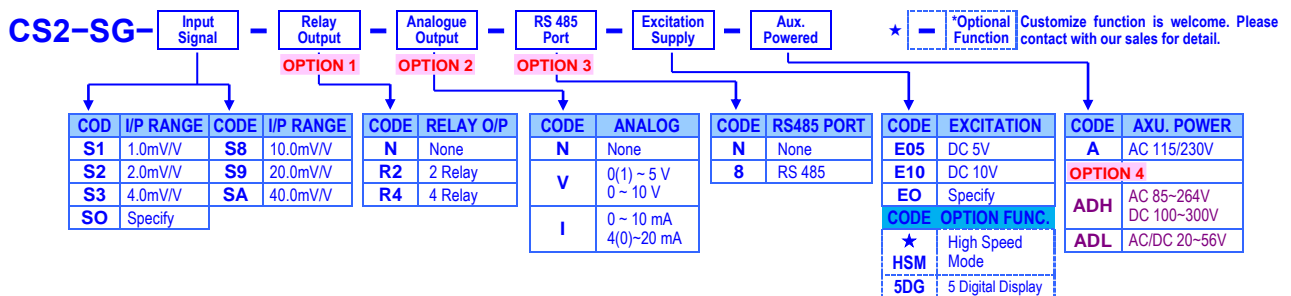 CS2-SG- Input Signal - Relay Output - Analogue Output - RS 485 Port - Excitation Supply - Aux. Powered
★ - *Optional Function
Customize function is welcome. Please
contact with our sales for detail.
OPTION 1 OPTION 2 OPTION 3
COD I/P RANGE CODE I/P RANGE
S1 1.0mV/V S8 10.0mV/V
S2 2.0mV/V S9 20.0mV/V
S3 4.0mV/V SA 40.0mV/V
SO Specify
CODE RELAY O/P
N None
R2 2 Relay
R4 4 Relay
CODE ANALOG
N None
V 0(1) ~ 5 V
0 ~ 10 V
I 0 ~ 10 mA
4(0)~20 mA
CODE RS485 PORT
N None
8 RS 485
CODE EXCITATION
E05 DC 5V
E10 DC 10V
EO Specify
CODE OPTION FUNC.
★ HSM High Speed Mode
5DG 5 Digital Display
CODE AXU. POWER
A AC 115/230V
OPTION 4
ADH AC 85~264V
DC 100~300V
ADL AC/DC 20~56V